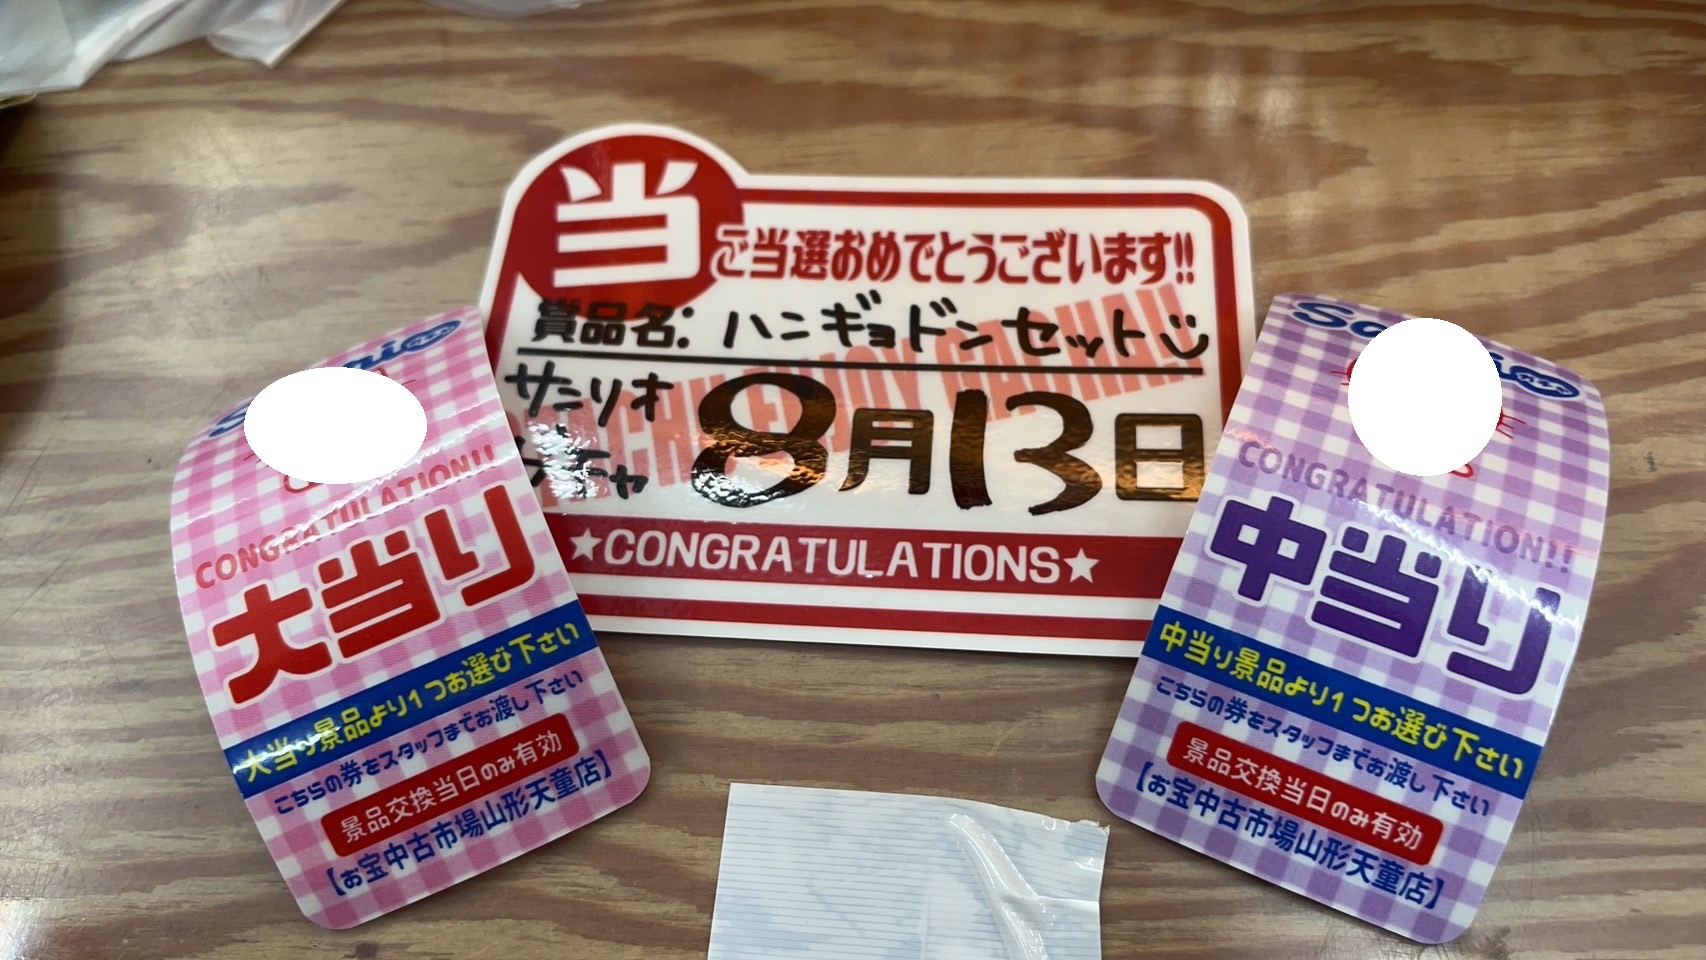 当
ご当選おめでとうございます!!
賞品名: ハンギョドンセット
サンリオ
ガチャ
8月13日
★CONGRATULATIONS★
CONGRATULATION!!
大当り
大当り景品より1つお選び下さい
こちらの券をスタッフまでお渡し下さい
景品交換当日のみ有効
【お宝中古市場山形天童店】
CONGRATULATION!!
中当り
中当り景品より1つお選び下さい
こちらの券をスタッフまでお渡し下さい
景品交換当日のみ有効
【お宝中古市場山形天童店】